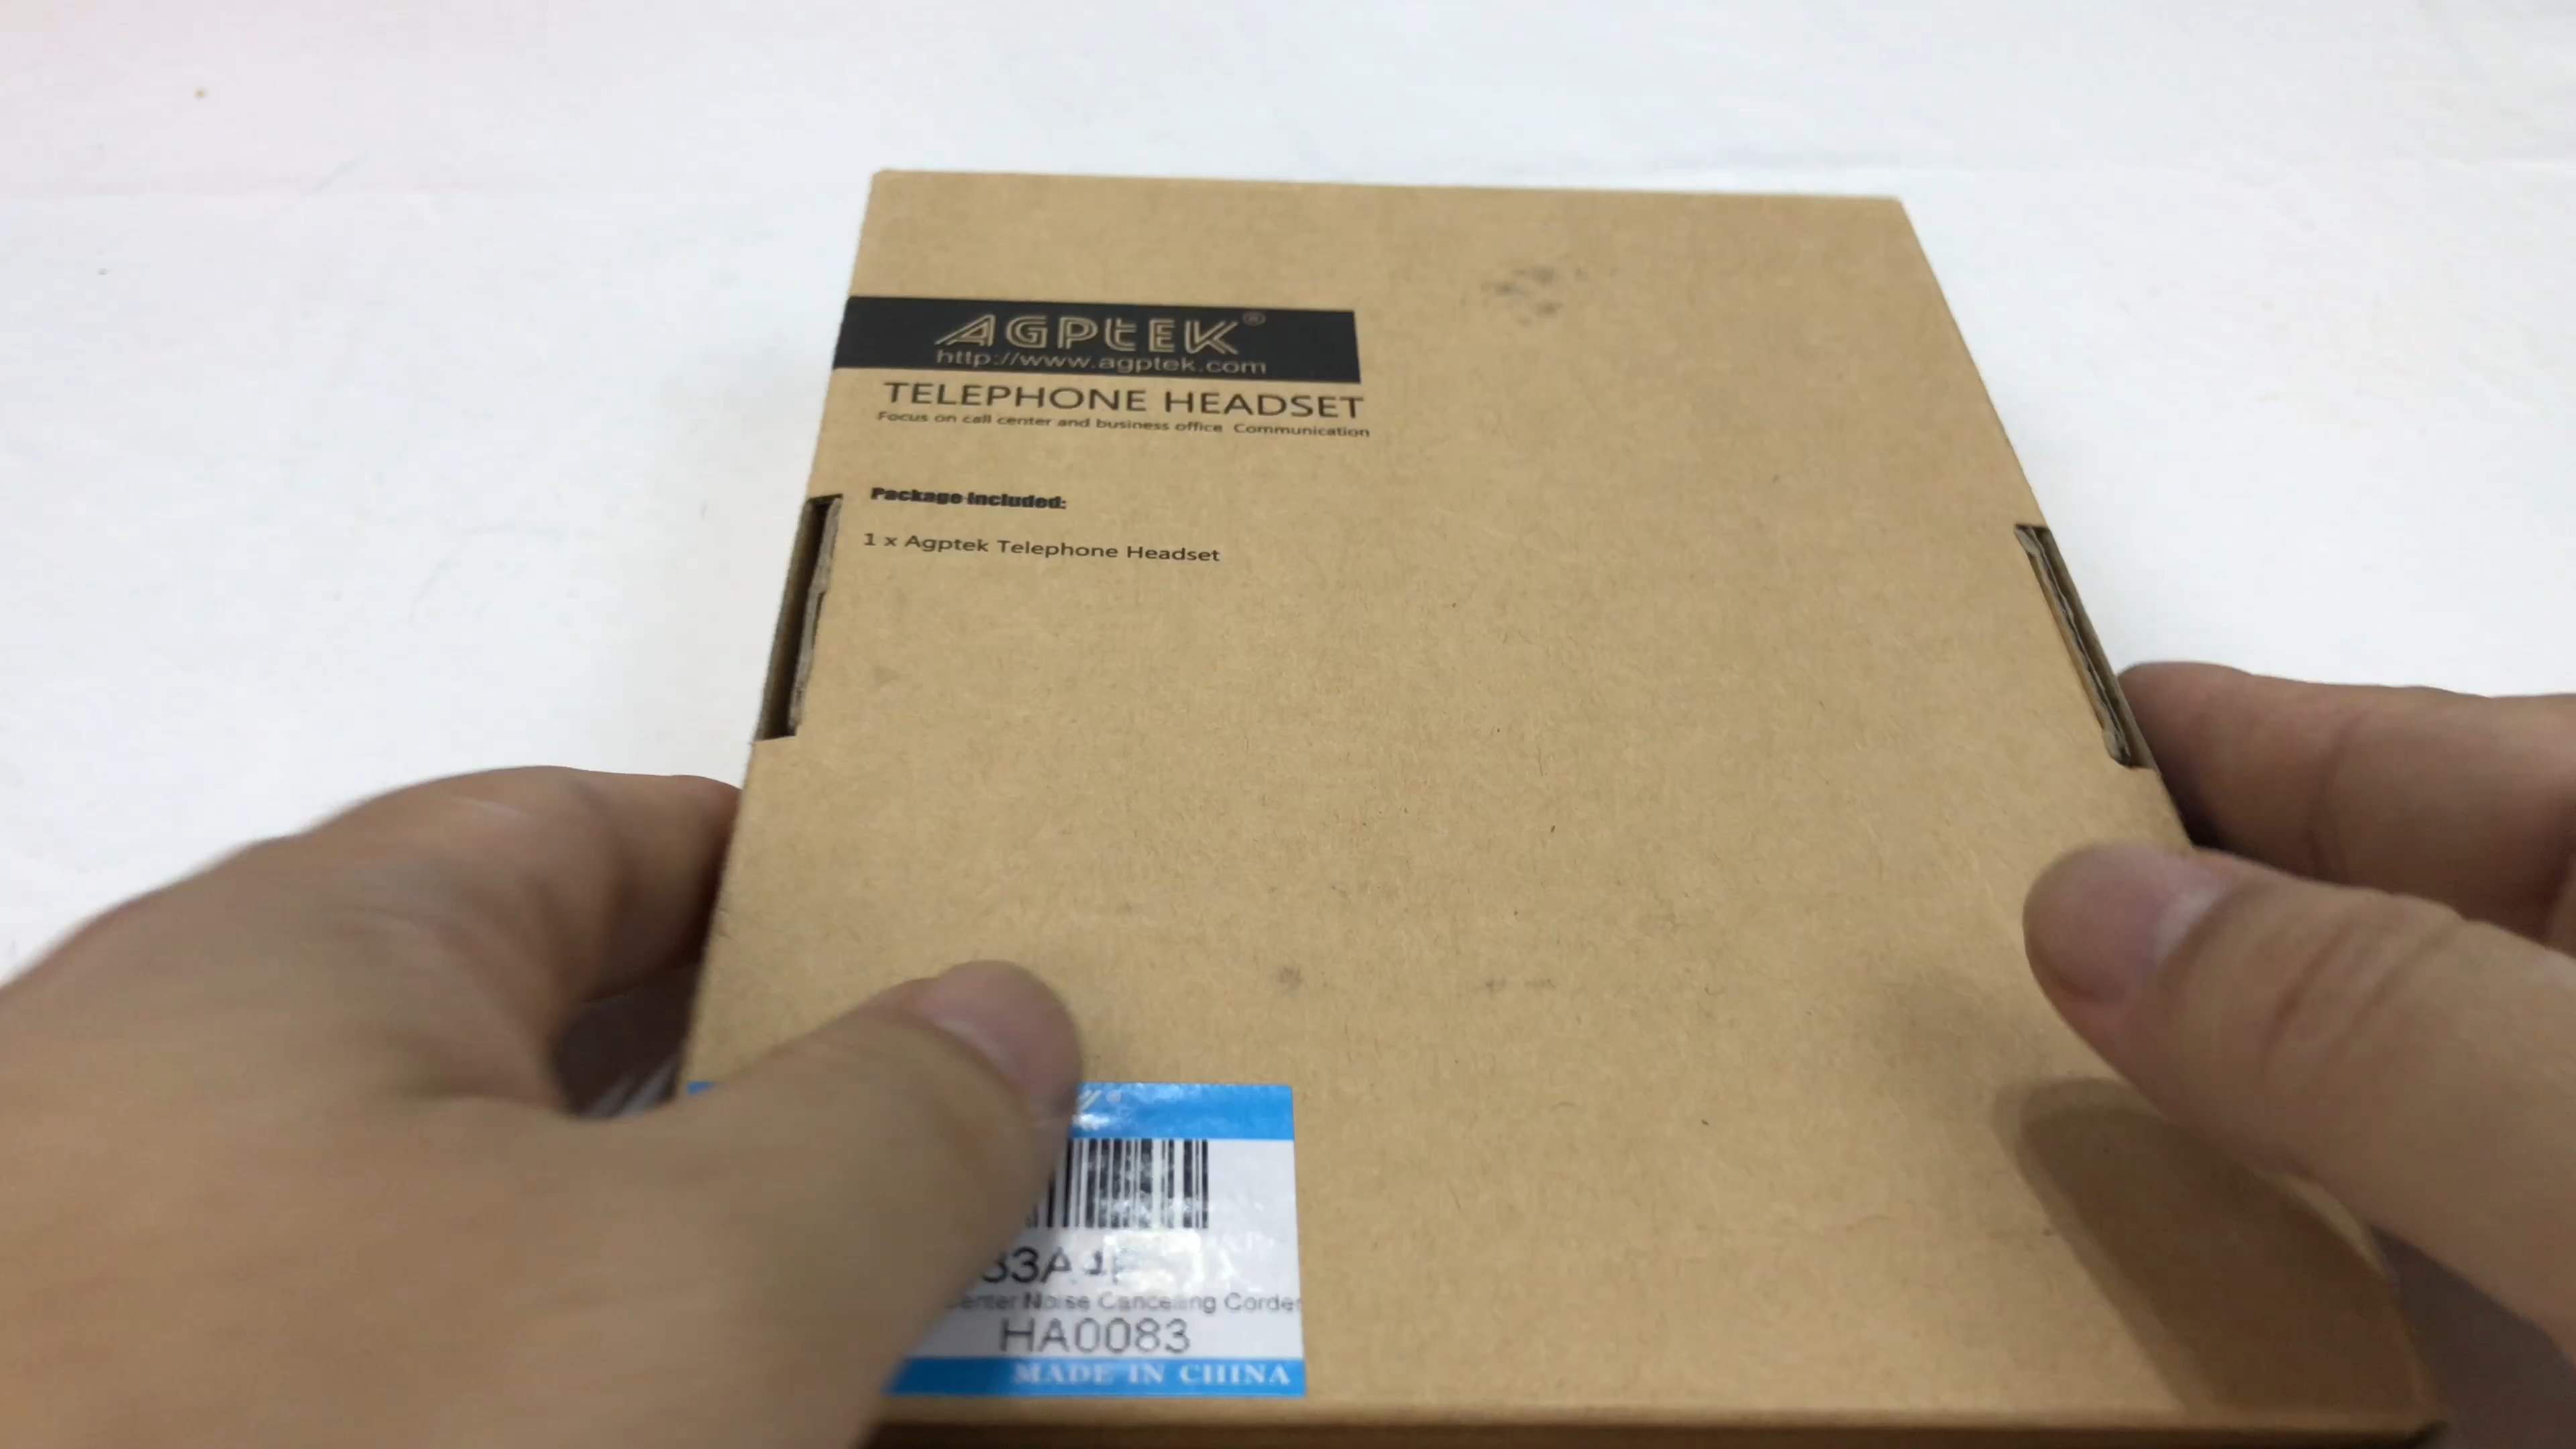 AGPtEK®
http://www.agptek.com
TELEPHONE HEADSET
Focus on call center and business office Communication
Package included:
1 x Agptek Telephone Headset
Noise Canceling
HA0083
MADE IN CHINA